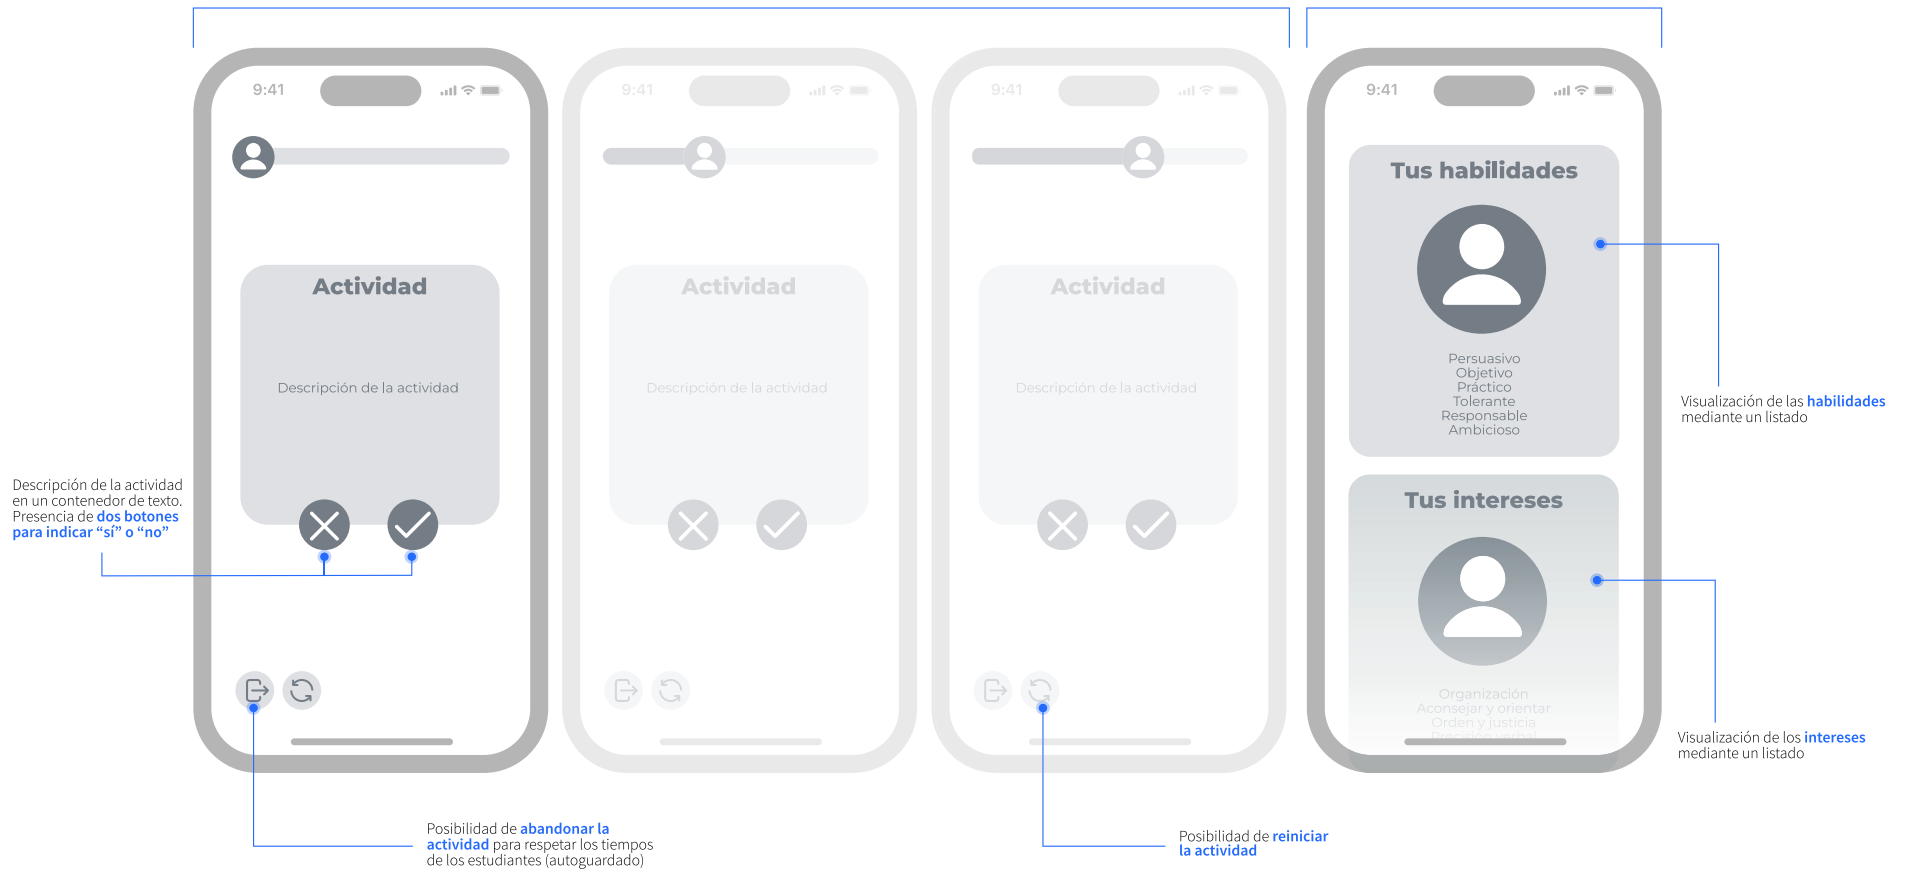 9:41
9:41
9:41
9:41
Actividad
Descripción de la actividad
Actividad
Descripción de la actividad
Actividad
Descripción de la actividad
Tus habilidades
Persuasivo
Objetivo
Práctico
Tolerante
Responsable
Ambicioso
Tus intereses
Organización
Aconsejar y orientar
Orden y justicia
Precisión verbal
Descripción de la actividad
en un contenedor de texto.
Presencia de dos botones
para indicar “sí” o “no”
Visualización de las habilidades
mediante un listado
Visualización de los intereses
mediante un listado
Posibilidad de abandonar la
actividad para respetar los tiempos
de los estudiantes (autoguardado)
Posibilidad de reiniciar
la actividad